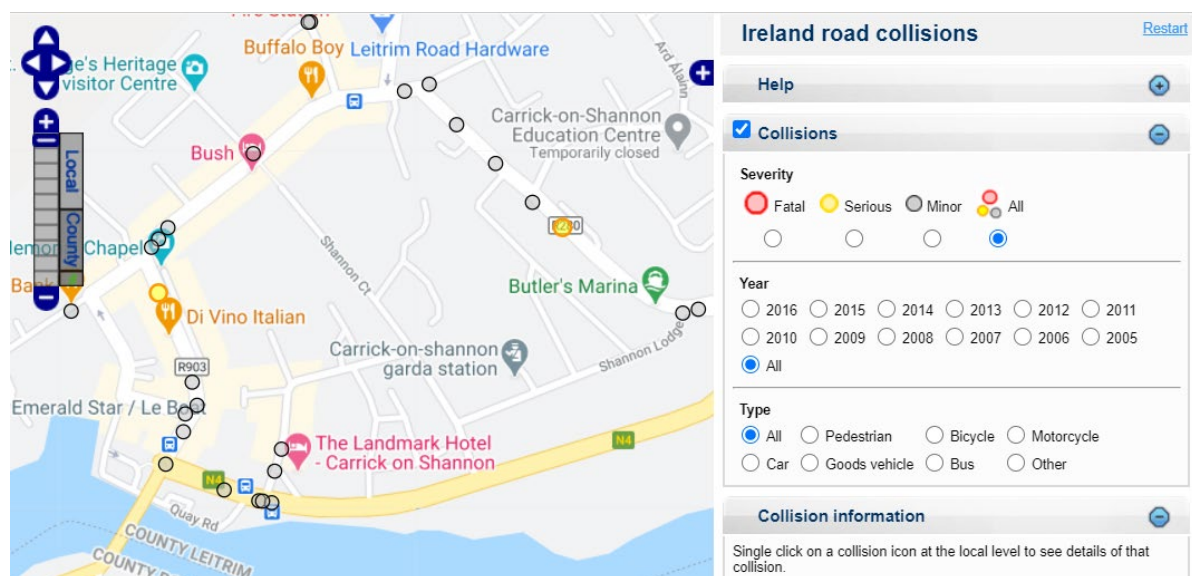 Buffalo Boy
Leitrim Road Hardware
Heritage
visitor Centre
Ard Álainn
Carrick-on-Shannon
Education Centre
Temporarily closed
Bush
Local
County
Chapel
Shannon Ct
Bank
Butler's Marina
Di Vino Italian
R903
Carrick-on-shannon
garda station
Shannon Lodge
Emerald Star / Le Boat
The Landmark Hotel
- Carrick on Shannon
N4
N4
Quay Rd
COUNTY LEITRIM
COUNTY
Ireland road collisions
Restart
Help
Collisions
Severity
Fatal Serious Minor All
Year
2016 2015 2014 2013 2012 2011
2010 2009 2008 2007 2006 2005
All
Type
All Pedestrian Bicycle Motorcycle
Car Goods vehicle Bus Other
Collision information
Single click on a collision icon at the local level to see details of that
collision.